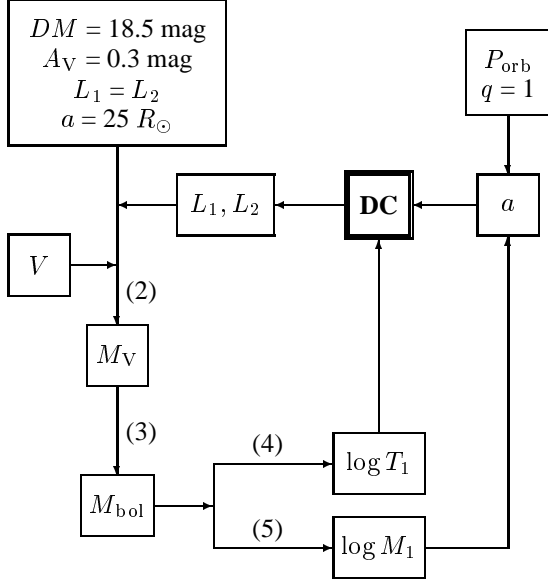 DM = 18.5 mag
A_V = 0.3 mag
L_1 = L_2
a = 25 R_⊙
P_orb
q = 1
L_1, L_2
DC
a
V
(2)
M_V
(3)
(4)
log T_1
M_bol
(5)
log M_1